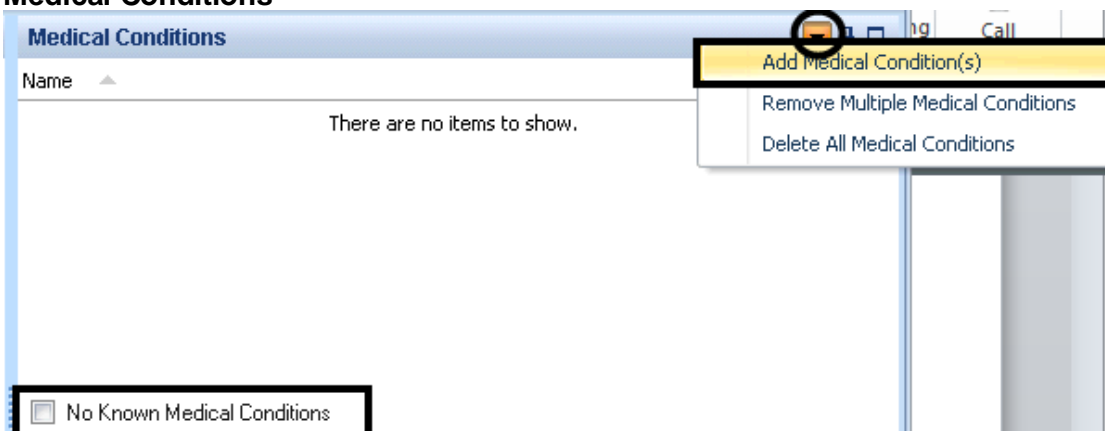 Medical Conditions
Medical Conditions
Call
Add Medical Condition(s)
Name
Remove Multiple Medical Conditions
There are no items to show.
Delete All Medical Conditions
No Known Medical Conditions